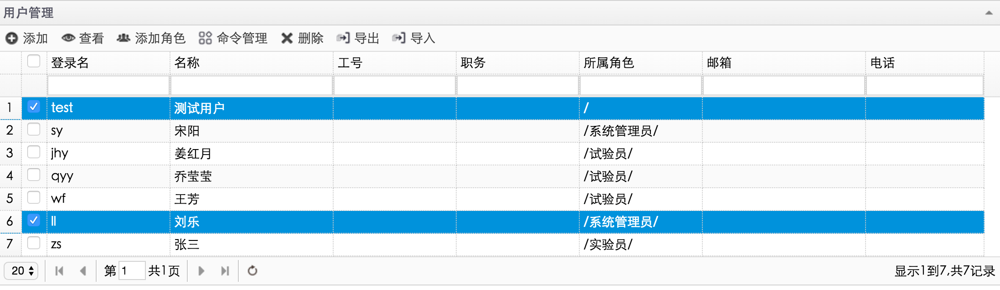 用户管理
添加 查看 添加角色 命令管理 删除 导出 导入
登录名 名称 工号 职务 所属角色 邮箱 电话
1 test 测试用户 /
2 sy 宋阳 /系统管理员/
3 jhy 姜红月 /试验员/
4 qyy 乔莹莹 /试验员/
5 wf 王芳 /试验员/
6 ll 刘乐 /系统管理员/
7 zs 张三 /实验员/
20 第 1 共1页 显示1到7,共7记录